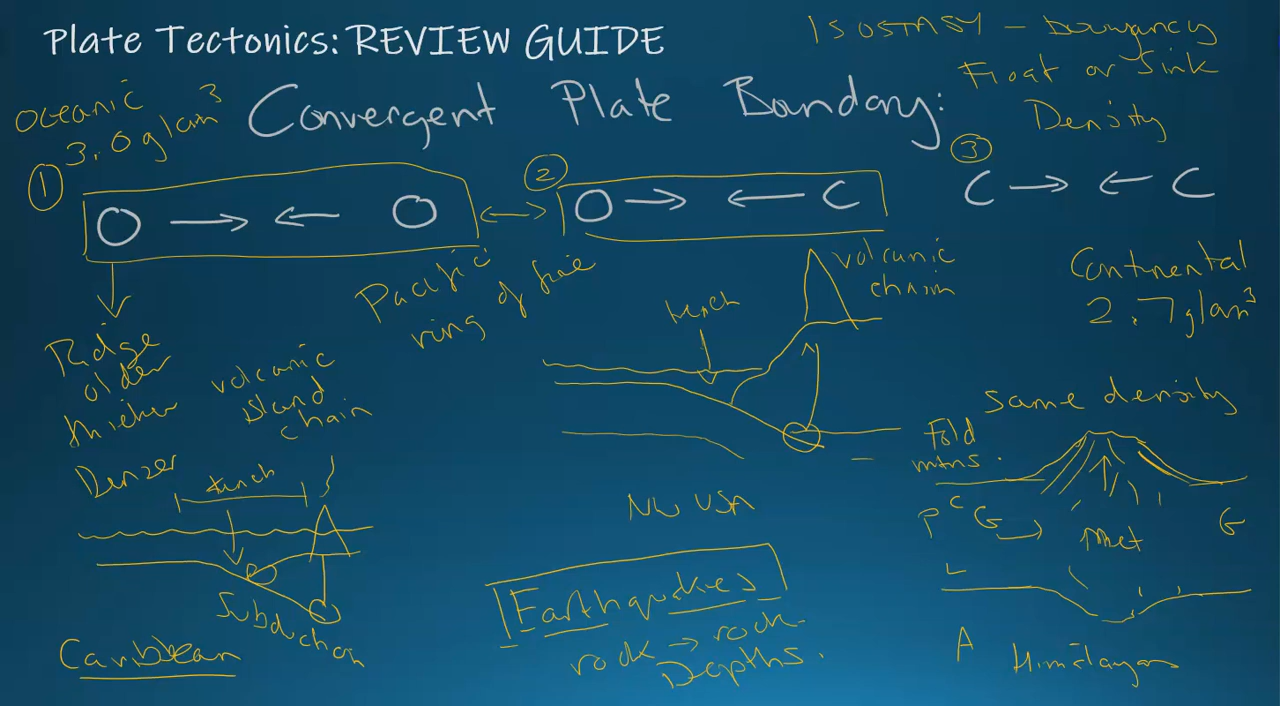 Plate Tectonics: REVIEW GUIDE
ISOSTASY - bouyancy
Float or Sink
Density
Oceanic
3.0 g/cm³
Convergent Plate Boundary:
① ② ③
O → ← O
O → ← C
C → ← C
Pacific
ring of fire
volcanic
chain
trench
Continental
2.7 g/cm³
Ridge
older
thicker
Denzer
volcanic
island
chain
trench
Subduction
Caribbean
NW USA
Earthquakes
rock → rock
Depths.
same density
Fold
mtns.
P C G
G
Met
L
A
Himalayas